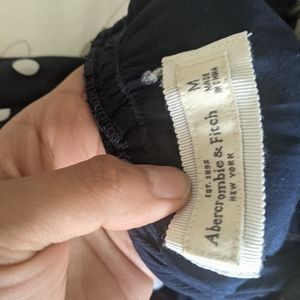 M
MADE
IN CHINA
Abercrombie & Fitch
EST. 1892
NEW YORK